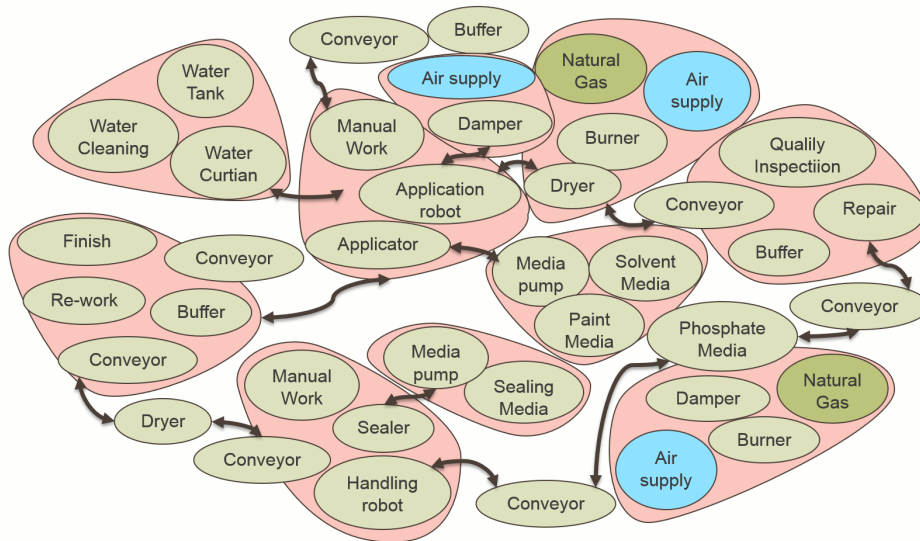 Conveyor
Buffer
Water
Tank
Water
Cleaning
Water
Curtian
Air supply
Natural
Gas
Air
supply
Manual
Work
Damper
Burner
Application
robot
Dryer
Applicator
Qualily
Inspectiion
Conveyor
Repair
Buffer
Finish
Conveyor
Re-work
Buffer
Conveyor
Media
pump
Solvent
Media
Paint
Media
Conveyor
Phosphate
Media
Manual
Work
Media
pump
Sealing
Media
Sealer
Dryer
Conveyor
Handling
robot
Conveyor
Damper
Natural
Gas
Burner
Air
supply